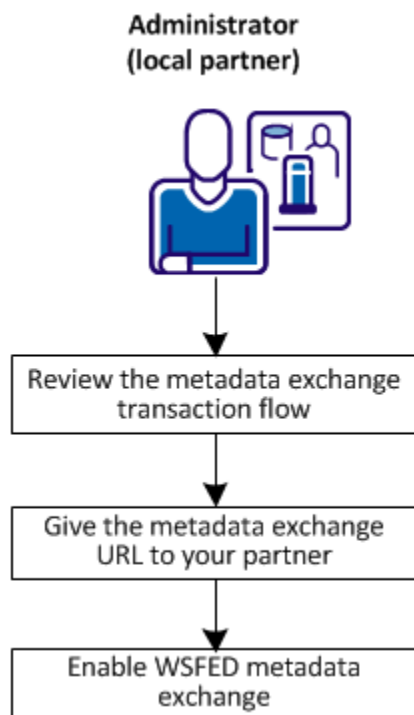 Administrator
(local partner)
Review the metadata exchange
transaction flow
Give the metadata exchange
URL to your partner
Enable WSFED metadata
exchange